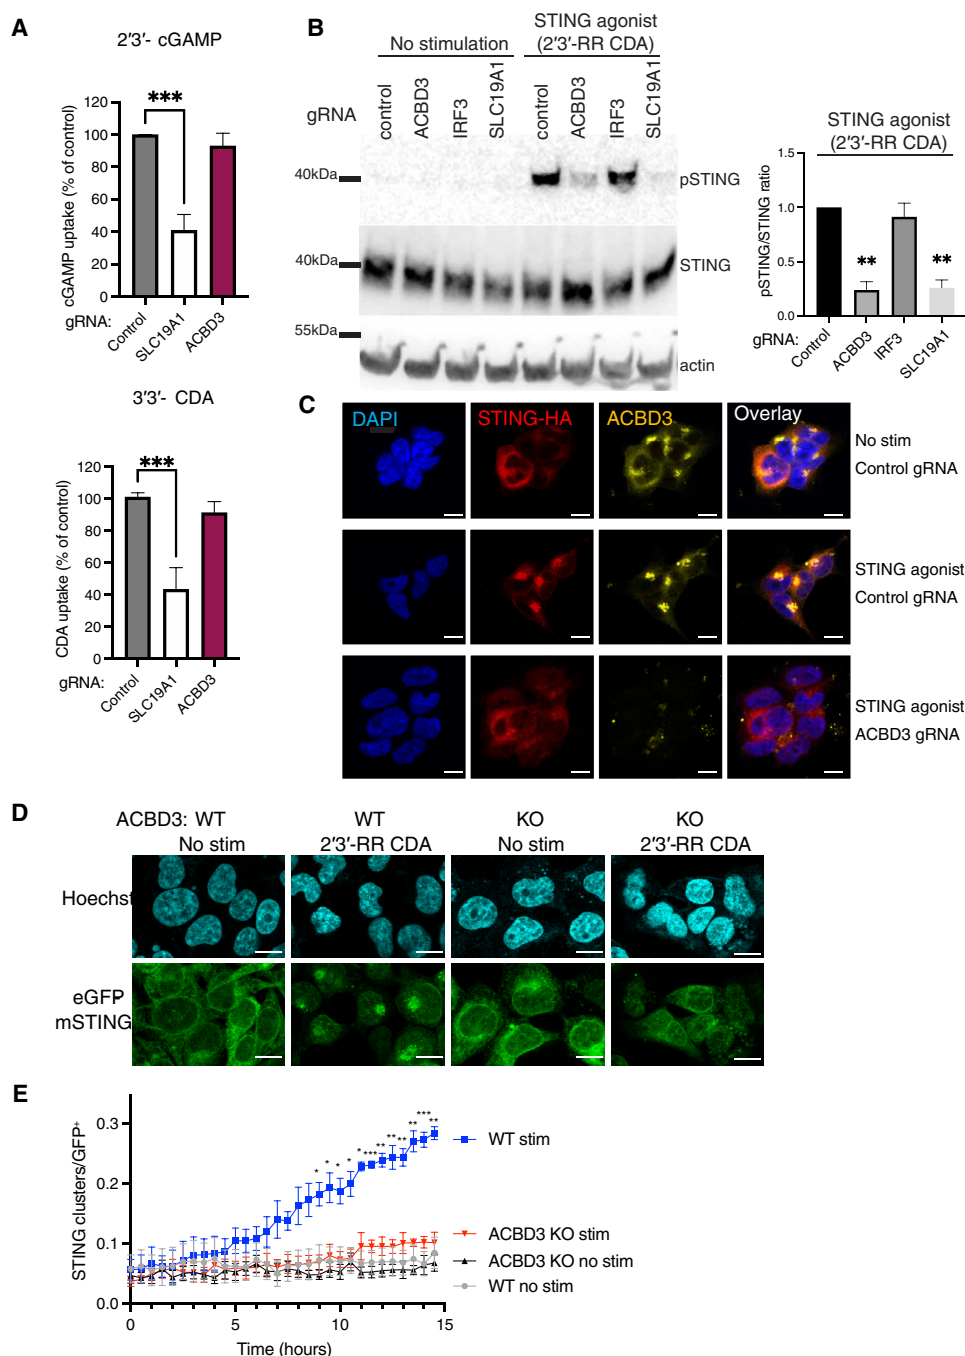 A
2′3′- cGAMP
***
cGAMP uptake (% of control)
120
100
80
60
40
20
0
gRNA:
Control
SLC19A1
ACBD3
3′3′- CDA
***
CDA uptake (% of control)
120
100
80
60
40
20
0
gRNA:
Control
SLC19A1
ACBD3
B
No stimulation
STING agonist
(2′3′-RR CDA)
gRNA
control
ACBD3
IRF3
SLC19A1
control
ACBD3
IRF3
SLC19A1
40kDa
pSTING
40kDa
STING
55kDa
actin
STING agonist
(2′3′-RR CDA)
pSTING/STING ratio
1.5
1.0
0.5
0.0
**
**
gRNA:
Control
ACBD3
IRF3
SLC19A1
C
DAPI
STING-HA
ACBD3
Overlay
No stim
Control gRNA
STING agonist
Control gRNA
STING agonist
ACBD3 gRNA
D
ACBD3: WT
No stim
WT
2′3′-RR CDA
KO
No stim
KO
2′3′-RR CDA
Hoechst
eGFP
mSTING
E
STING clusters/GFP⁺
0.3
0.2
0.1
0.0
* * * * * *** ** ** ** ** *** **
WT stim
ACBD3 KO stim
ACBD3 KO no stim
WT no stim
0
5
10
15
Time (hours)